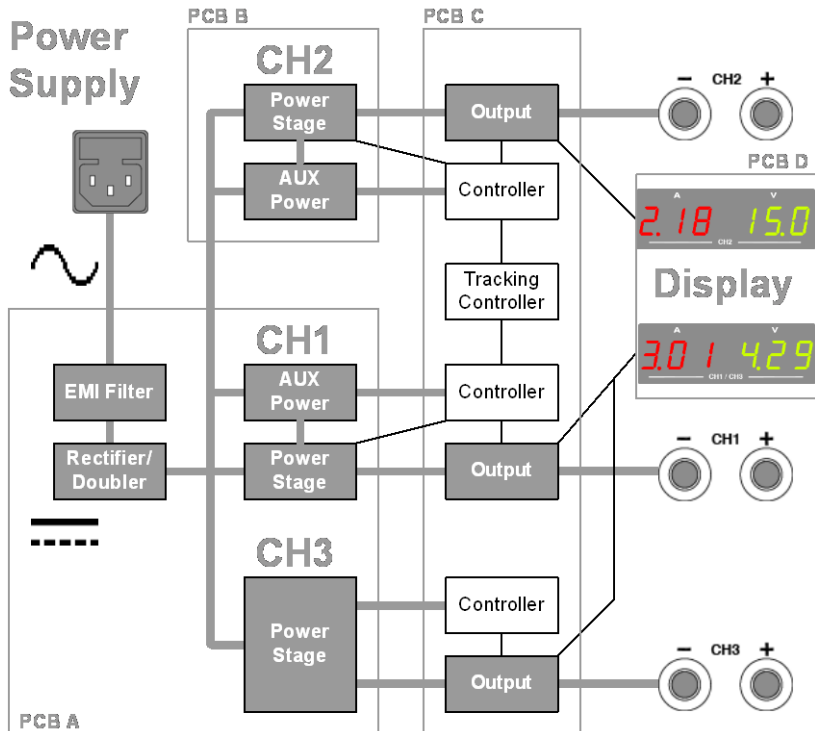 Power
Supply
PCB B
PCB C
CH2
Power
Stage
Output
- CH2 +
PCB D
AUX
Power
Controller
A V
2.18 15.0
CH2
Tracking
Controller
Display
CH1
A V
3.01 4.29
CH1 / CH3
EMI Filter
AUX
Power
Controller
Rectifier/
Doubler
Power
Stage
Output
- CH1 +
CH3
Power
Stage
Controller
Output
- CH3 +
PCB A